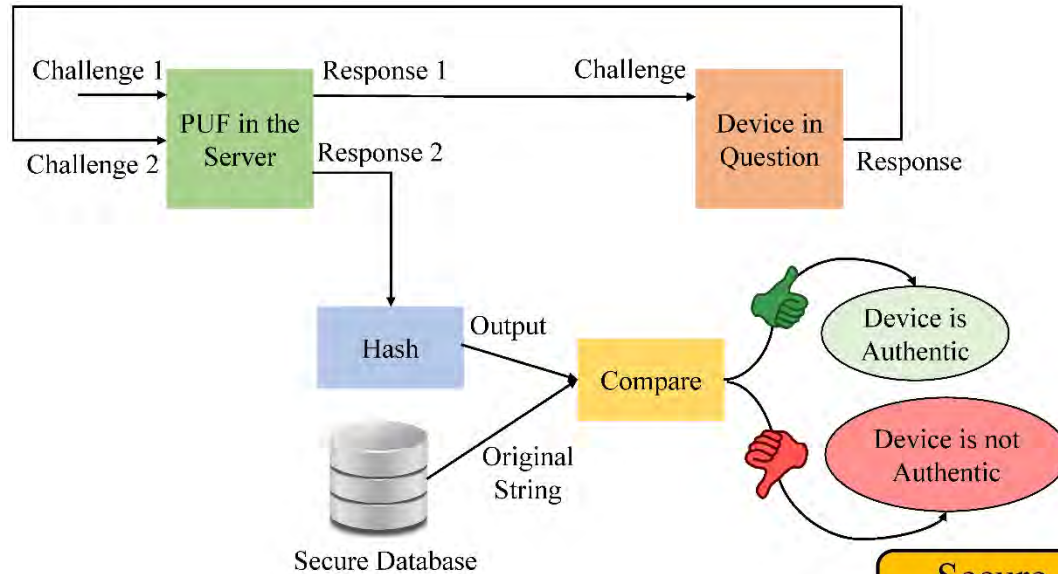 Challenge 1
Response 1
Challenge
PUF in the
Server
Device in
Question
Challenge 2
Response 2
Response
Hash
Output
Compare
Device is
Authentic
Device is not
Authentic
Original
String
Secure Database
Secure